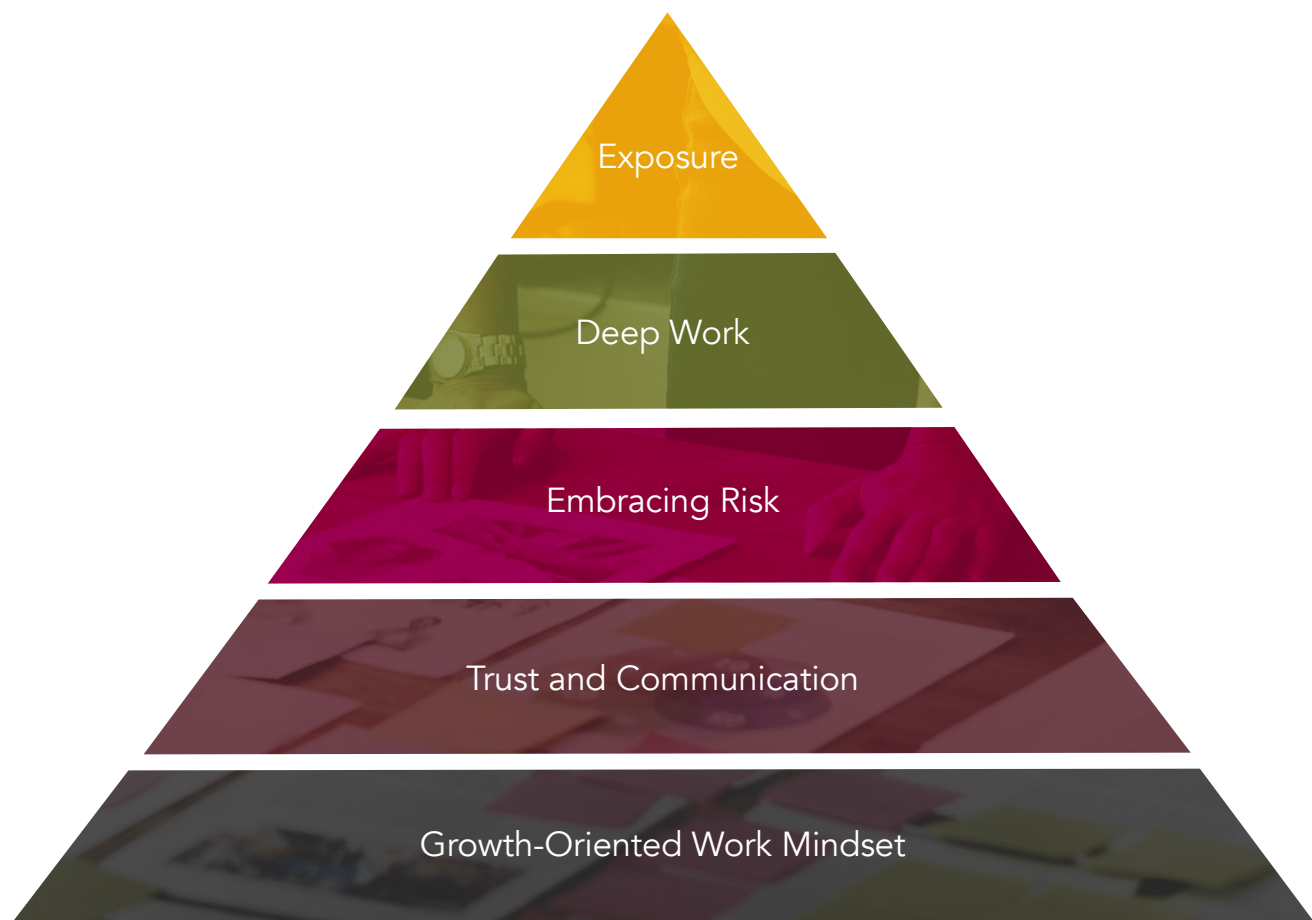 Exposure
Deep Work
Embracing Risk
Trust and Communication
Growth-Oriented Work Mindset